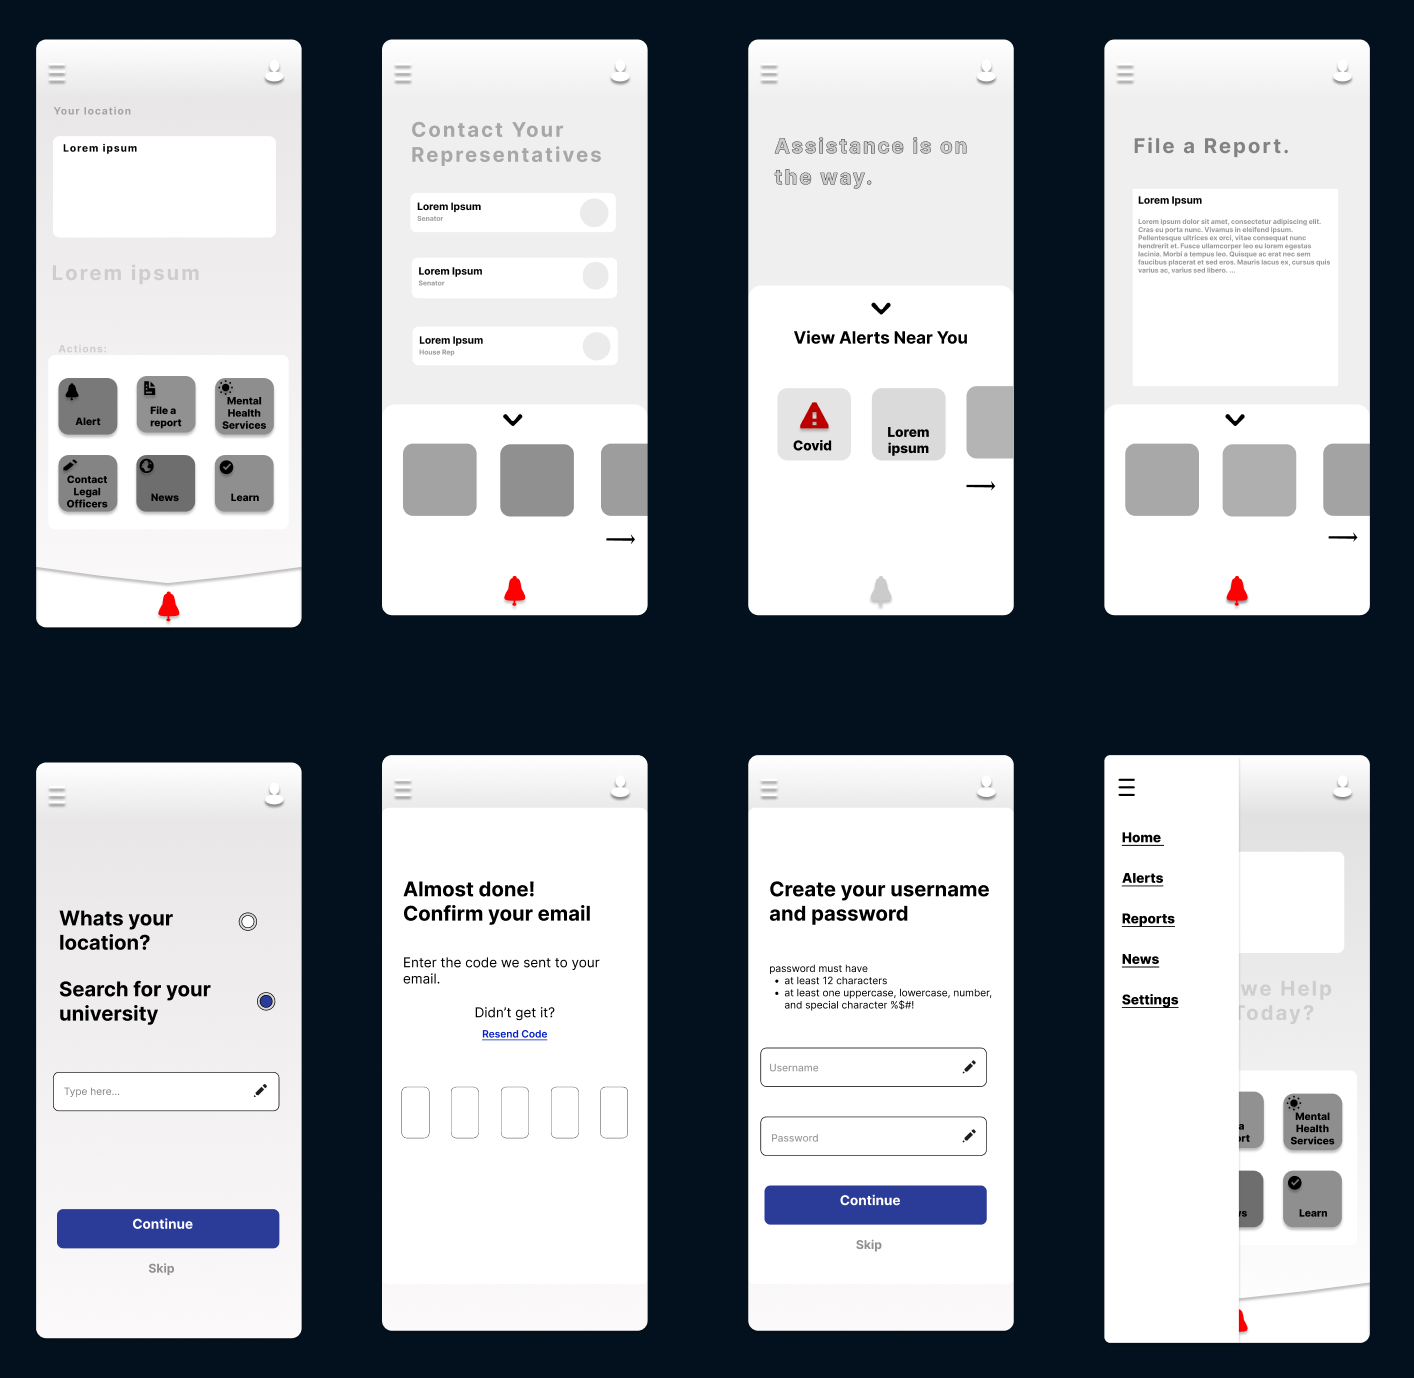 Your location
Lorem ipsum
Lorem ipsum
Actions:
Alert
File a
report
Mental
Health
Services
Contact
Legal
Officers
News
Learn
Contact Your
Representatives
Lorem Ipsum
Senator
Lorem Ipsum
Senator
Lorem Ipsum
House Rep
Assistance is on
the way.
View Alerts Near You
Covid
Lorem
ipsum
File a Report.
Lorem Ipsum
Lorem ipsum dolor sit amet, consectetur adipiscing elit.
Cras eu porta nunc. Vivamus in eleifend ipsum.
Pellentesque ultrices ex orci, vitae consequat nunc
hendrerit et. Fusce ullamcorper leo eu lorem egestas
lacinia. Morbi a tempus leo. Quisque ac erat nec sem
faucibus placerat et sed eros. Mauris lacus ex, cursus quis
varius ac, varius sed libero. ...
Whats your
location?
Search for your
university
Type here...
Continue
Skip
Almost done!
Confirm your email
Enter the code we sent to your
email.
Didn't get it?
Resend Code
Create your username
and password
password must have
• at least 12 characters
• at least one uppercase, lowercase, number,
and special character %$#!
Username
Password
Continue
Skip
Home
Alerts
Reports
News
Settings
we Help
Today?
a
ort
Mental
Health
Services
vs
Learn